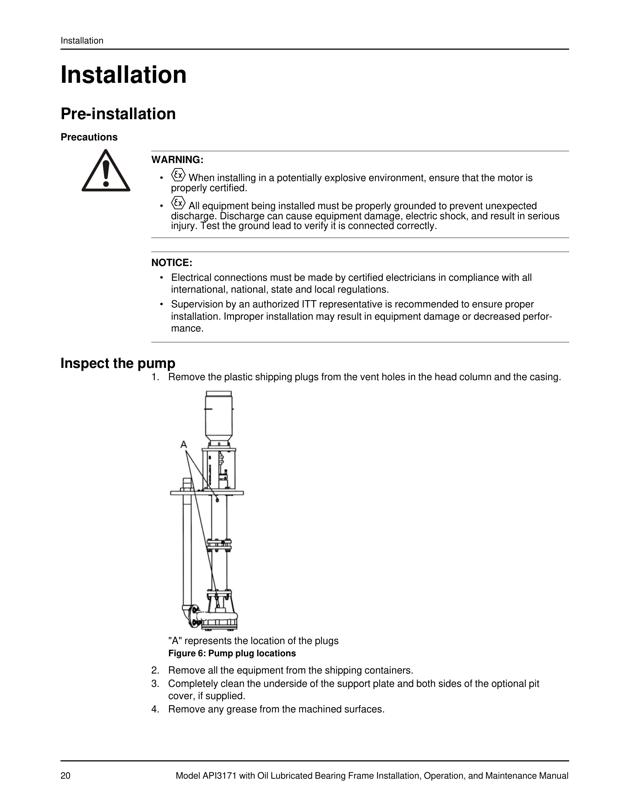 Installation
Installation
Pre-installation
Precautions
WARNING:
• Ex When installing in a potentially explosive environment, ensure that the motor is
properly certified.
• Ex All equipment being installed must be properly grounded to prevent unexpected
discharge. Discharge can cause equipment damage, electric shock, and result in serious
injury. Test the ground lead to verify it is connected correctly.
NOTICE:
• Electrical connections must be made by certified electricians in compliance with all
international, national, state and local regulations.
• Supervision by an authorized ITT representative is recommended to ensure proper
installation. Improper installation may result in equipment damage or decreased perfor-
mance.
Inspect the pump
1. Remove the plastic shipping plugs from the vent holes in the head column and the casing.
A
"A" represents the location of the plugs
Figure 6: Pump plug locations
2. Remove all the equipment from the shipping containers.
3. Completely clean the underside of the support plate and both sides of the optional pit
cover, if supplied.
4. Remove any grease from the machined surfaces.
20 Model API3171 with Oil Lubricated Bearing Frame Installation, Operation, and Maintenance Manual